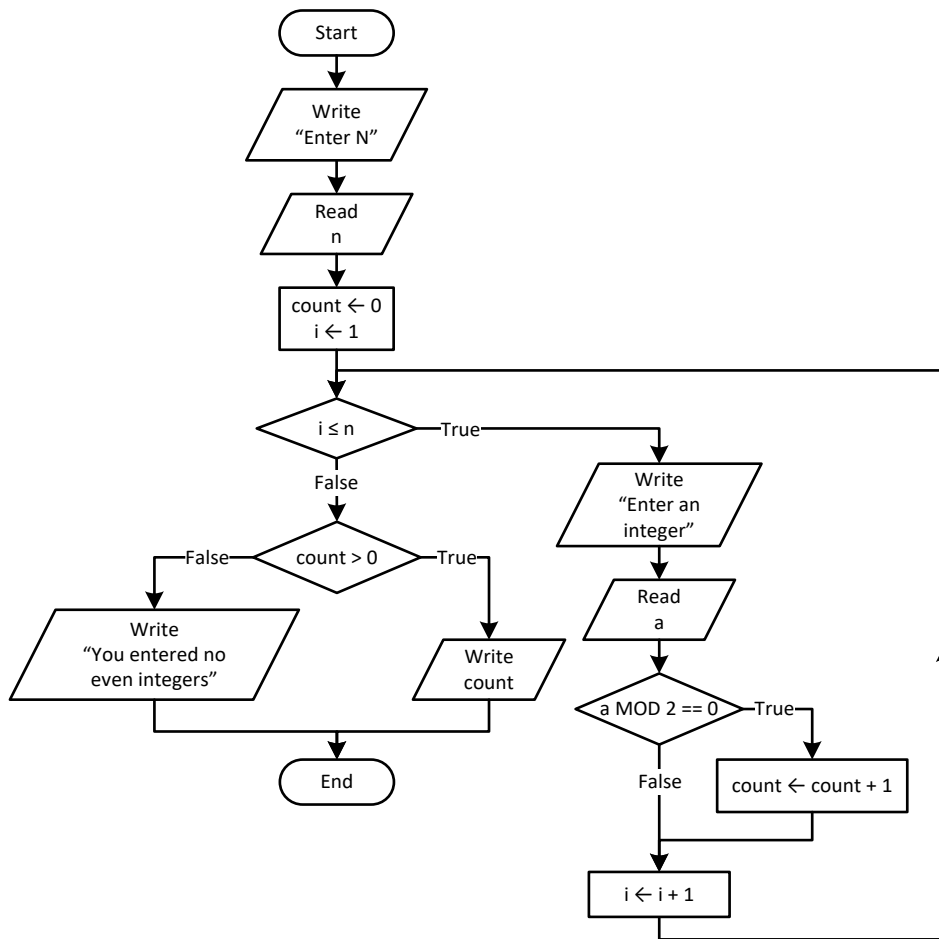 Start
Write
“Enter N”
Read
n
count ← 0
i ← 1
i ≤ n
True
False
Write
“Enter an
integer”
count > 0
False
True
Read
a
Write
“You entered no
even integers”
Write
count
a MOD 2 == 0
True
End
False
count ← count + 1
i ← i + 1